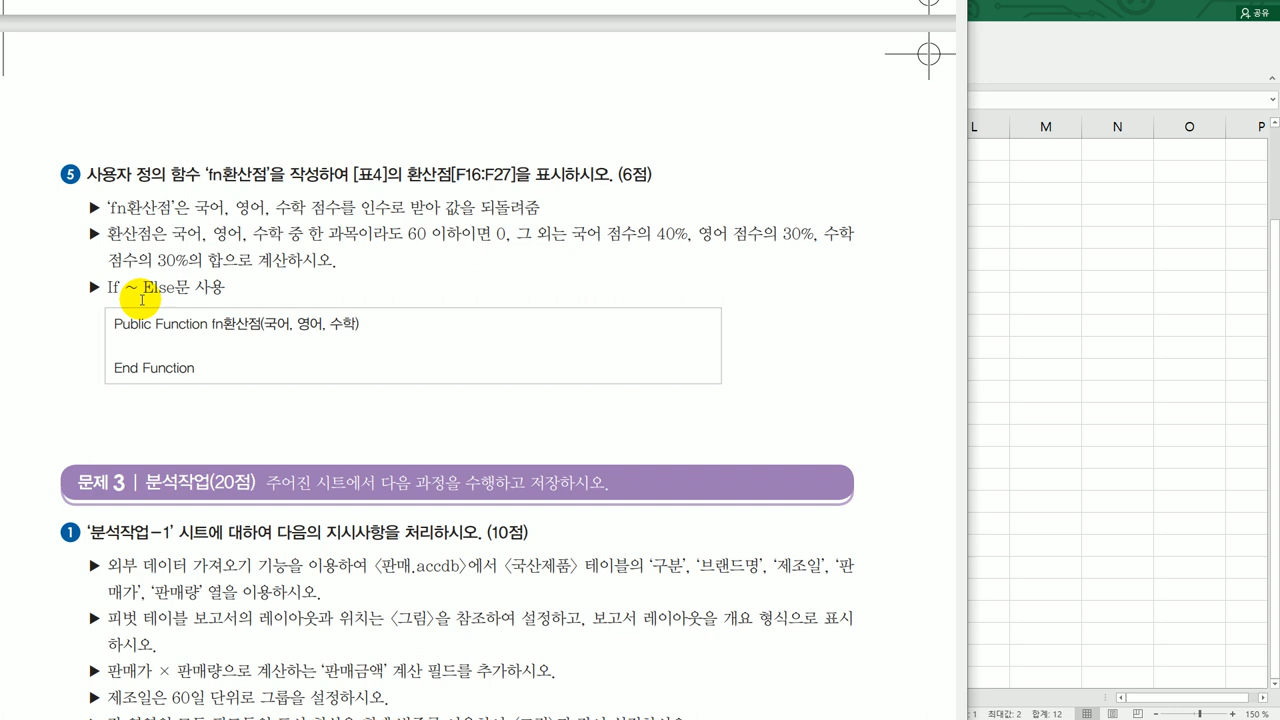 공유
L M N O P
5 사용자 정의 함수 ‘fn환산점’을 작성하여 [표4]의 환산점[F16:F27]을 표시하시오. (6점)
▶ ‘fn환산점’은 국어, 영어, 수학 점수를 인수로 받아 값을 되돌려줌
▶ 환산점은 국어, 영어, 수학 중 한 과목이라도 60 이하이면 0, 그 외는 국어 점수의 40%, 영어 점수의 30%, 수학
점수의 30%의 합으로 계산하시오.
▶ If ~ Else문 사용
Public Function fn환산점(국어, 영어, 수학)
End Function
문제 3 | 분석작업(20점) 주어진 시트에서 다음 과정을 수행하고 저장하시오.
1 ‘분석작업-1’ 시트에 대하여 다음의 지시사항을 처리하시오. (10점)
▶ 외부 데이터 가져오기 기능을 이용하여 〈판매.accdb〉에서 〈국산제품〉 테이블의 ‘구분’, ‘브랜드명’, ‘제조일’, ‘판
매가’, ‘판매량’ 열을 이용하시오.
▶ 피벗 테이블 보고서의 레이아웃과 위치는 〈그림〉을 참조하여 설정하고, 보고서 레이아웃을 개요 형식으로 표시
하시오.
▶ 판매가 × 판매량으로 계산하는 ‘판매금액’ 계산 필드를 추가하시오.
▶ 제조일은 60일 단위로 그룹을 설정하시오.
: 1 최대값: 2 합계: 12 150 %